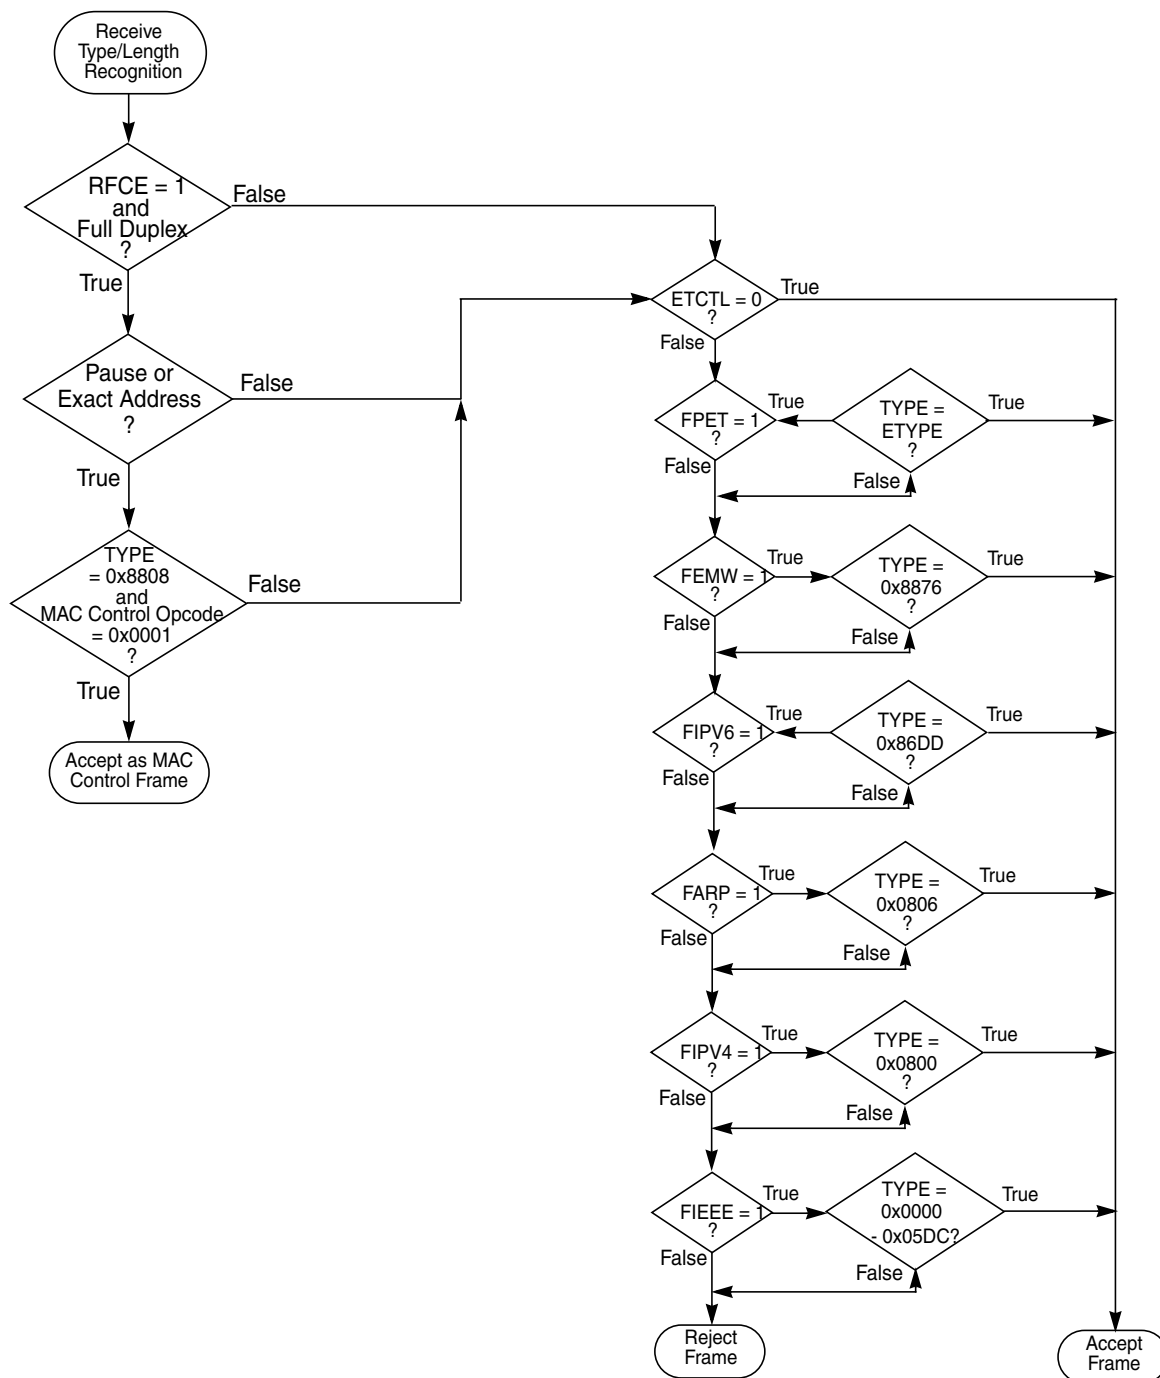 Receive
Type/Length
Recognition
RFCE = 1
and
Full Duplex
?
False
True
Pause or
Exact Address
?
False
True
TYPE
= 0x8808
and
MAC Control Opcode
= 0x0001
?
False
True
Accept as MAC
Control Frame
ETCTL = 0
?
True
False
FPET = 1
?
True
False
TYPE =
ETYPE
?
True
False
FEMW = 1
?
True
False
TYPE =
0x8876
?
True
False
FIPV6 = 1
?
True
False
TYPE =
0x86DD
?
True
False
FARP = 1
?
True
False
TYPE =
0x0806
?
True
False
FIPV4 = 1
?
True
False
TYPE =
0x0800
?
True
False
FIEEE = 1
?
True
False
TYPE =
0x0000
- 0x05DC?
True
False
Reject
Frame
Accept
Frame